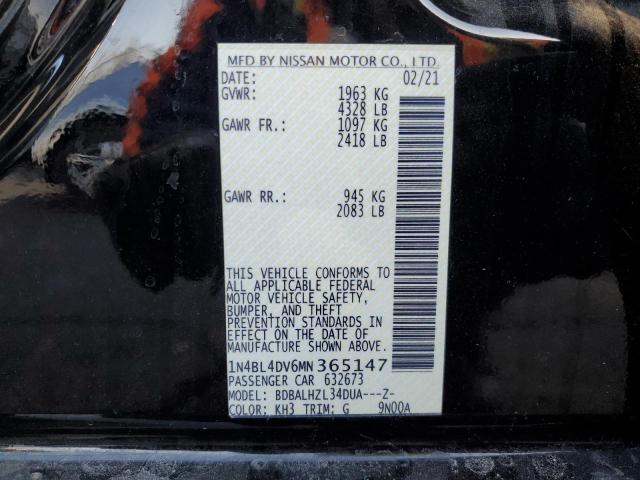 MFD BY NISSAN MOTOR CO., LTD.
DATE: 02/21
GVWR: 1963 KG
4328 LB
GAWR FR.: 1097 KG
2418 LB
GAWR RR.: 945 KG
2083 LB
THIS VEHICLE CONFORMS TO
ALL APPLICABLE FEDERAL
MOTOR VEHICLE SAFETY,
BUMPER, AND THEFT
PREVENTION STANDARDS IN
EFFECT ON THE DATE OF
MANUFACTURE SHOWN ABOVE.
1N4BL4DV6MN365147
PASSENGER CAR 632673
MODEL: BDBALHZL34DUA---Z-
COLOR: KH3 TRIM: G 9N00A